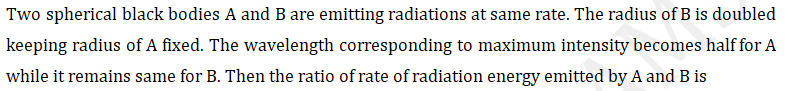 Two spherical black bodies A and B are emitting radiations at same rate. The radius of B is doubled
keeping radius of A fixed. The wavelength corresponding to maximum intensity becomes half for A
while it remains same for B. Then the ratio of rate of radiation energy emitted by A and B is